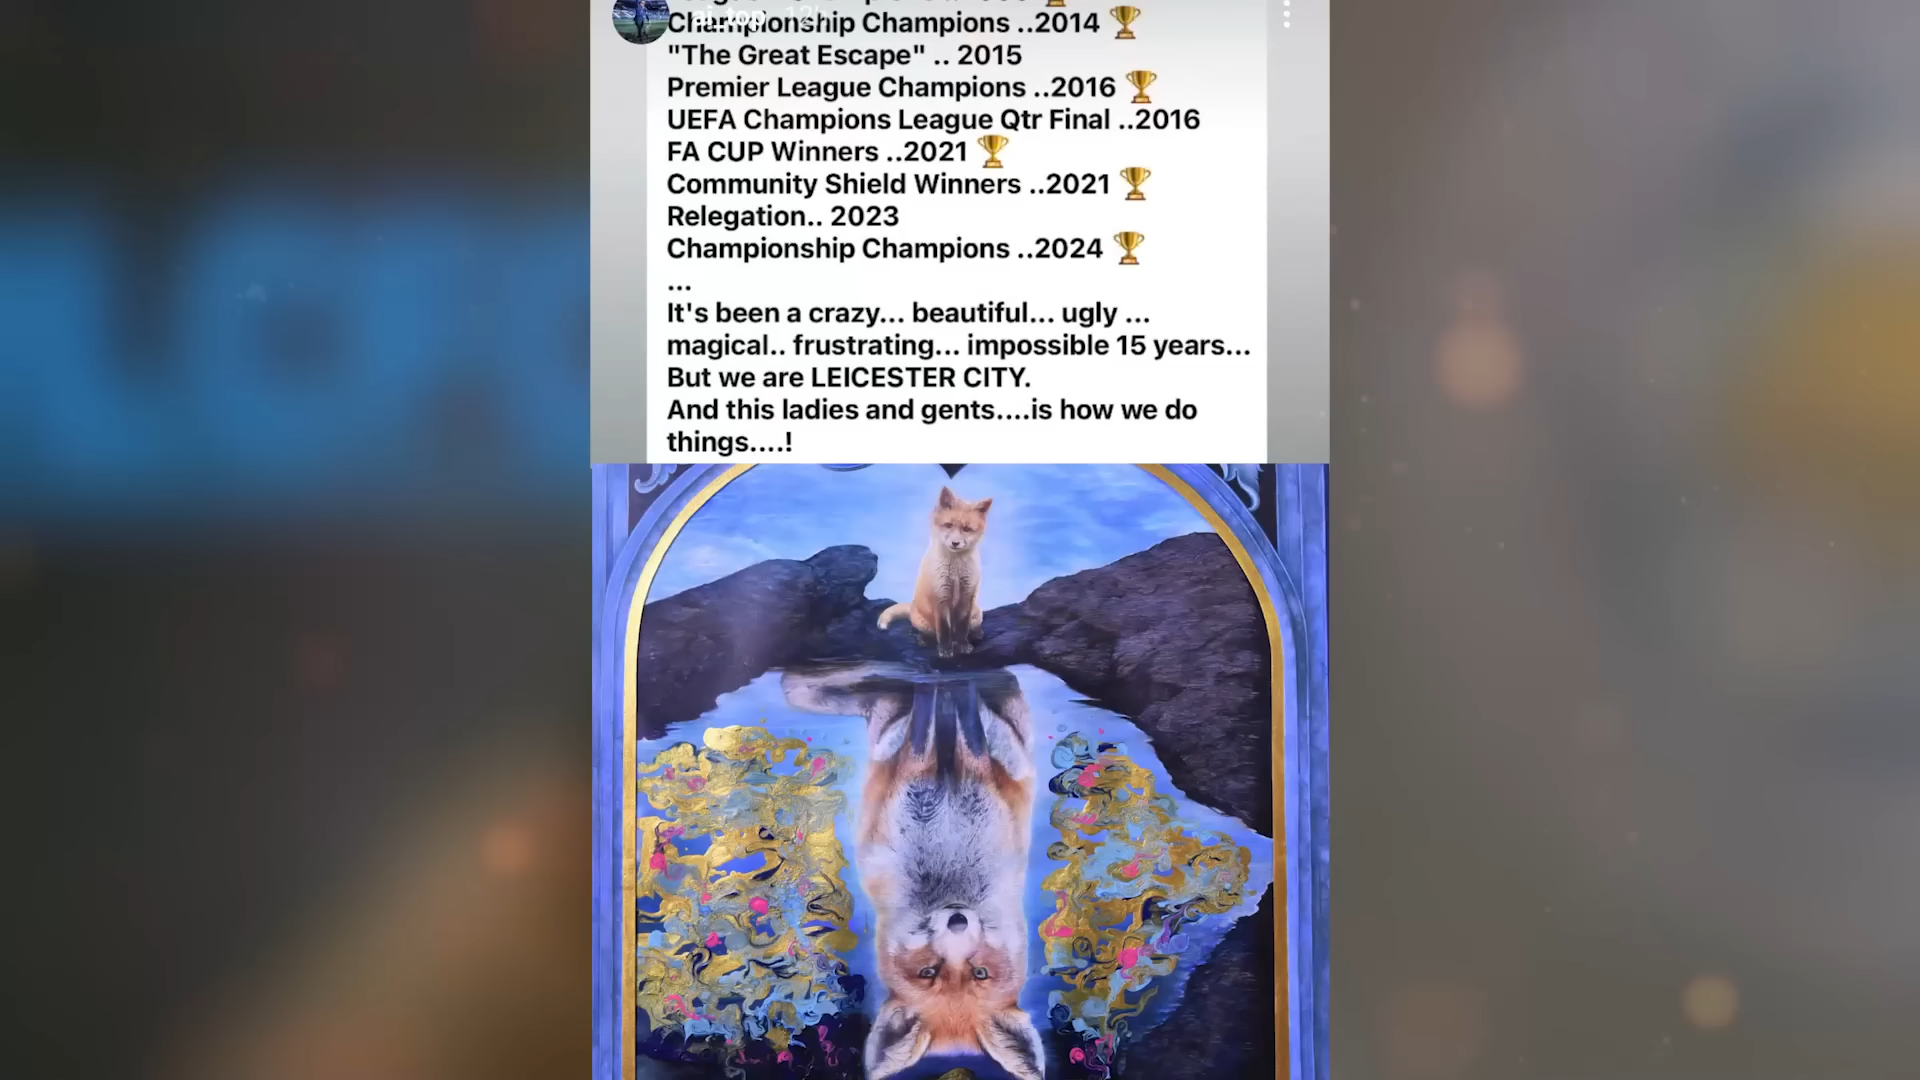 ai_top 12h
Championship Champions ..2014 🏆
"The Great Escape" .. 2015
Premier League Champions ..2016 🏆
UEFA Champions League Qtr Final ..2016
FA CUP Winners ..2021 🏆
Community Shield Winners ..2021 🏆
Relegation.. 2023
Championship Champions ..2024 🏆
...
It's been a crazy... beautiful... ugly ...
magical.. frustrating... impossible 15 years...
But we are LEICESTER CITY.
And this ladies and gents....is how we do
things....!